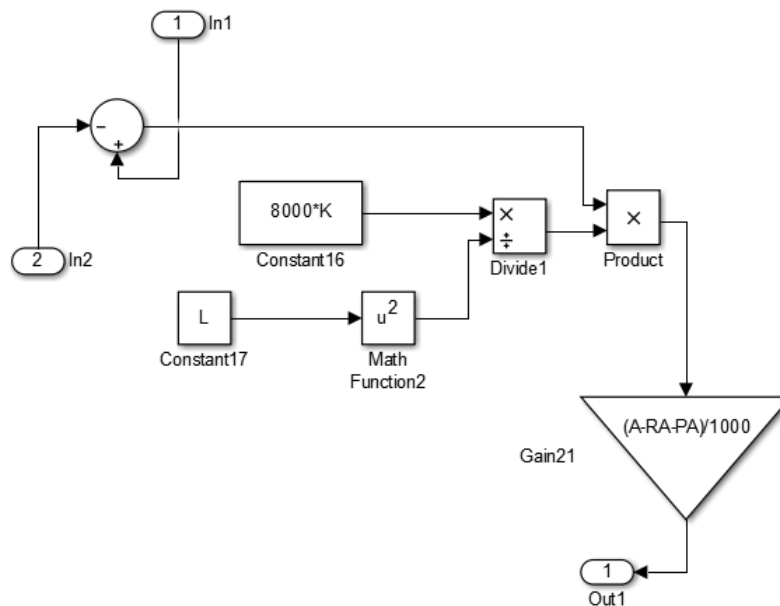 1
In1
−
+
2
In2
8000*K
Constant16
×
÷
Divide1
×
Product
L
Constant17
u2
Math
Function2
(A-RA-PA)/1000
Gain21
1
Out1